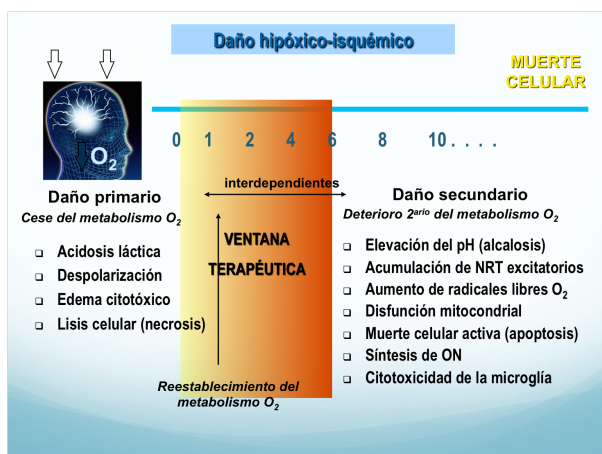 Daño hipóxico-isquémico
MUERTE
CELULAR
O2
0 1 2 4 6 8 10 . . . .
interdependientes
Daño primario
Cese del metabolismo O2
❑ Acidosis láctica
❑ Despolarización
❑ Edema citotóxico
❑ Lisis celular (necrosis)
VENTANA
TERAPÉUTICA
Reestablecimiento del
metabolismo O2
Daño secundario
Deterioro 2ario del metabolismo O2
❑ Elevación del pH (alcalosis)
❑ Acumulación de NRT excitatorios
❑ Aumento de radicales libres O2
❑ Disfunción mitocondrial
❑ Muerte celular activa (apoptosis)
❑ Síntesis de ON
❑ Citotoxicidad de la microglía